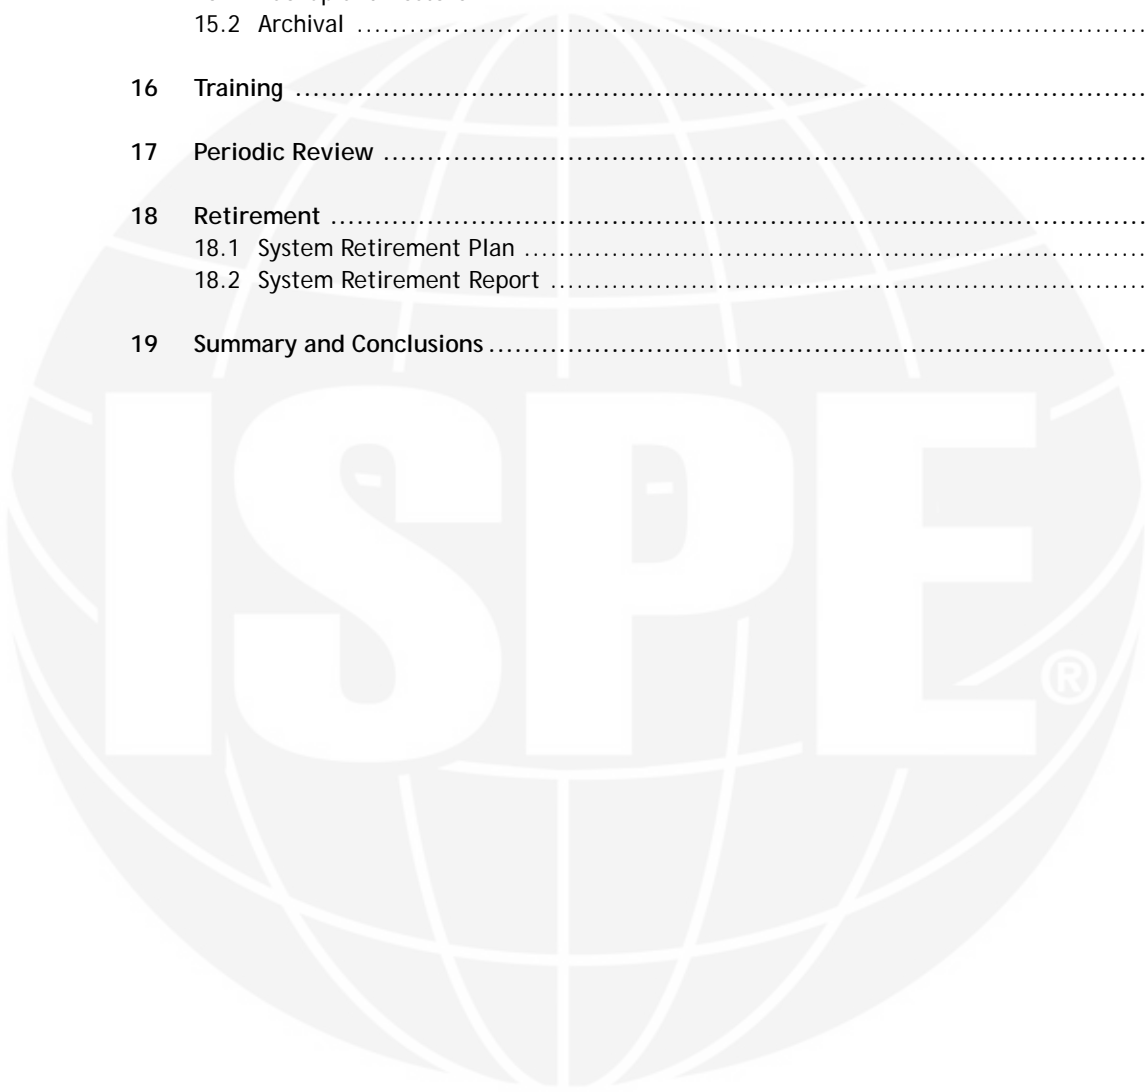 15.2 Archival ........................................................................................................
16 Training ........................................................................................................
17 Periodic Review ........................................................................................................
18 Retirement ........................................................................................................
18.1 System Retirement Plan ........................................................................................................
18.2 System Retirement Report ........................................................................................................
19 Summary and Conclusions ........................................................................................................
ISPE®